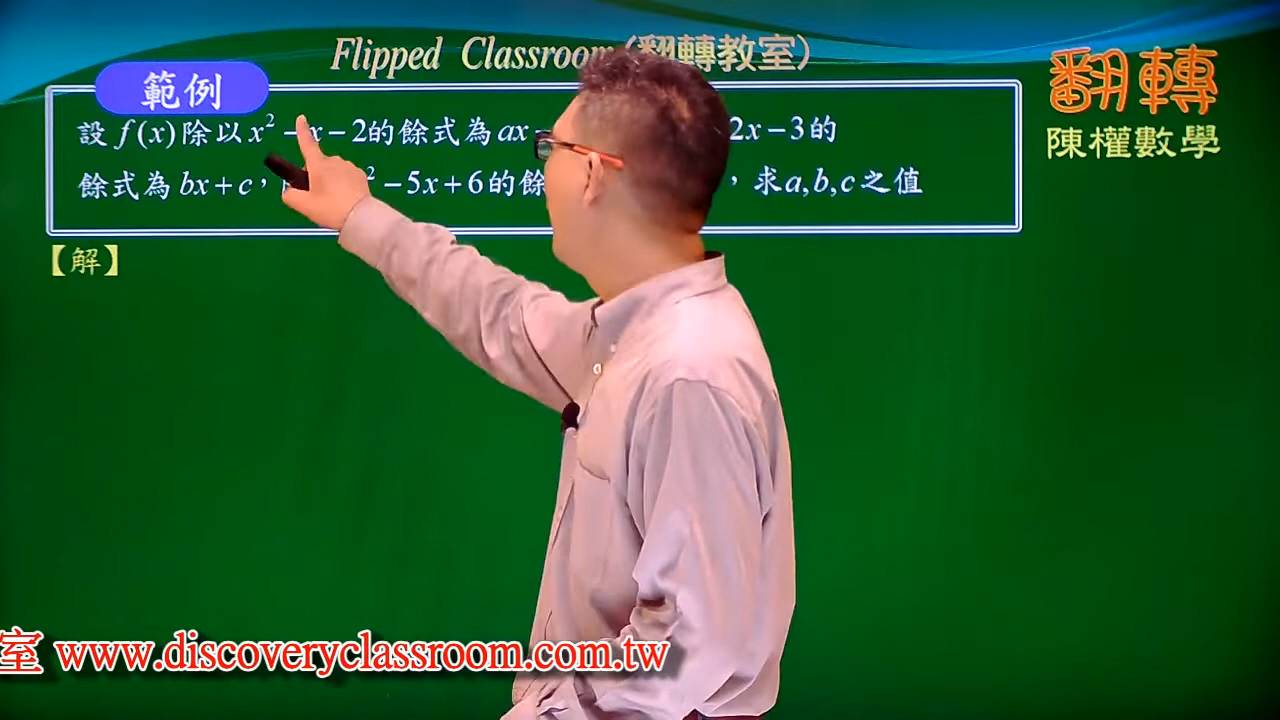 Flipped Classroom (翻轉教室)
翻轉
陳權數學
範例
設 f(x) 除以 x² − x − 2 的餘式為 ax 2x − 3 的
餘式為 bx + c, ² − 5x + 6 的餘 ,求 a, b, c 之值
【解】
室 www.discoveryclassroom.com.tw